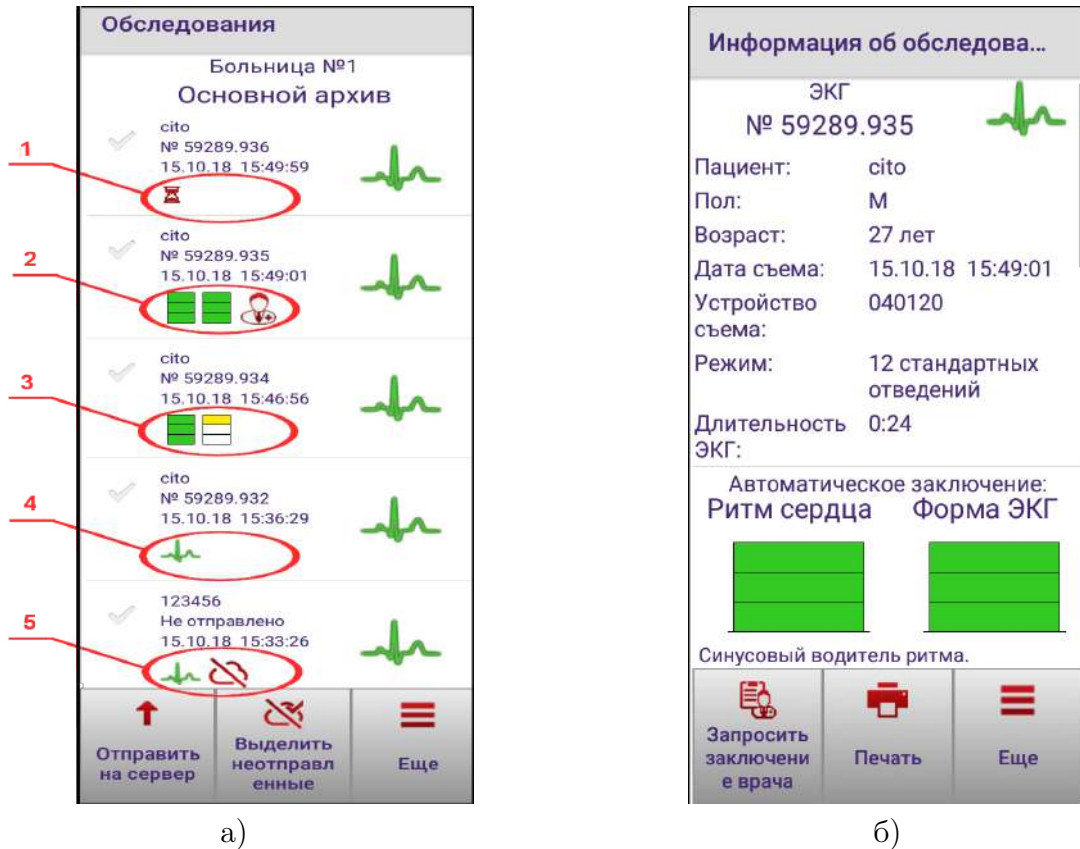 Обследования
Больница №1
Основной архив
cito
№ 59289.936
15.10.18 15:49:59
1
cito
№ 59289.935
15.10.18 15:49:01
2
cito
№ 59289.934
15.10.18 15:46:56
3
cito
№ 59289.932
15.10.18 15:36:29
4
123456
Не отправлено
15.10.18 15:33:26
5
Отправить
на сервер
Выделить
неотправл
енные
Еще
а)
Информация об обследова...
ЭКГ
№ 59289.935
Пациент: cito
Пол: М
Возраст: 27 лет
Дата съема: 15.10.18 15:49:01
Устройство 040120
съема:
Режим: 12 стандартных
отведений
Длительность 0:24
ЭКГ:
Автоматическое заключение:
Ритм сердца Форма ЭКГ
Синусовый водитель ритма.
Запросить
заключени
е врача
Печать
Еще
б)